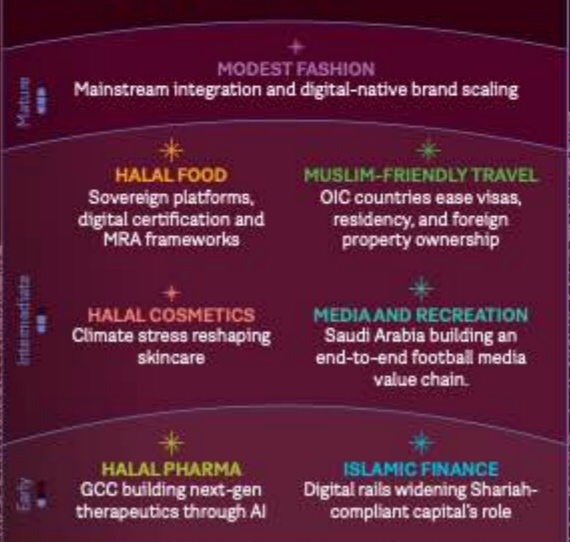 Mature
MODEST FASHION
Mainstream integration and digital-native brand scaling
Intermediate
HALAL FOOD
Sovereign platforms,
digital certification and
MRA frameworks
MUSLIM-FRIENDLY TRAVEL
OIC countries ease visas,
residency, and foreign
property ownership
HALAL COSMETICS
Climate stress reshaping
skincare
MEDIA AND RECREATION
Saudi Arabia building an
end-to-end football media
value chain.
Early
HALAL PHARMA
GCC building next-gen
therapeutics through AI
ISLAMIC FINANCE
Digital rails widening Shariah-
compliant capital's role